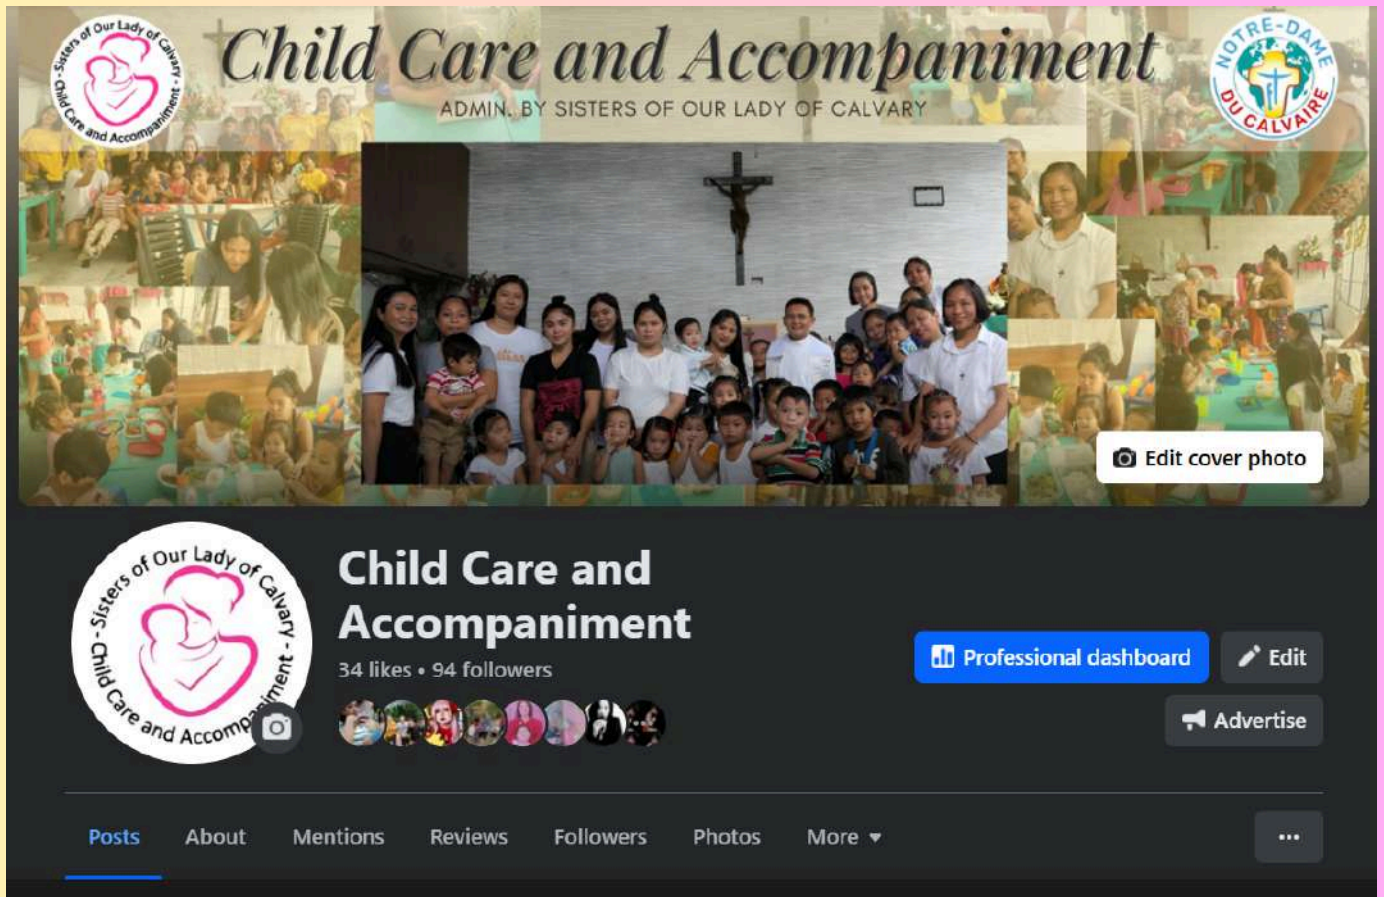 Sisters of Our Lady of Calvary - Child Care and Accompaniment -
Child Care and Accompaniment
NOTRE-DAME
DU CALVAIRE
ADMIN. BY SISTERS OF OUR LADY OF CALVARY
Edit cover photo
Sisters of Our Lady of Calvary - Child Care and Accompaniment -
Child Care and
Accompaniment
34 likes • 94 followers
Professional dashboard
Edit
Advertise
Posts About Mentions Reviews Followers Photos More